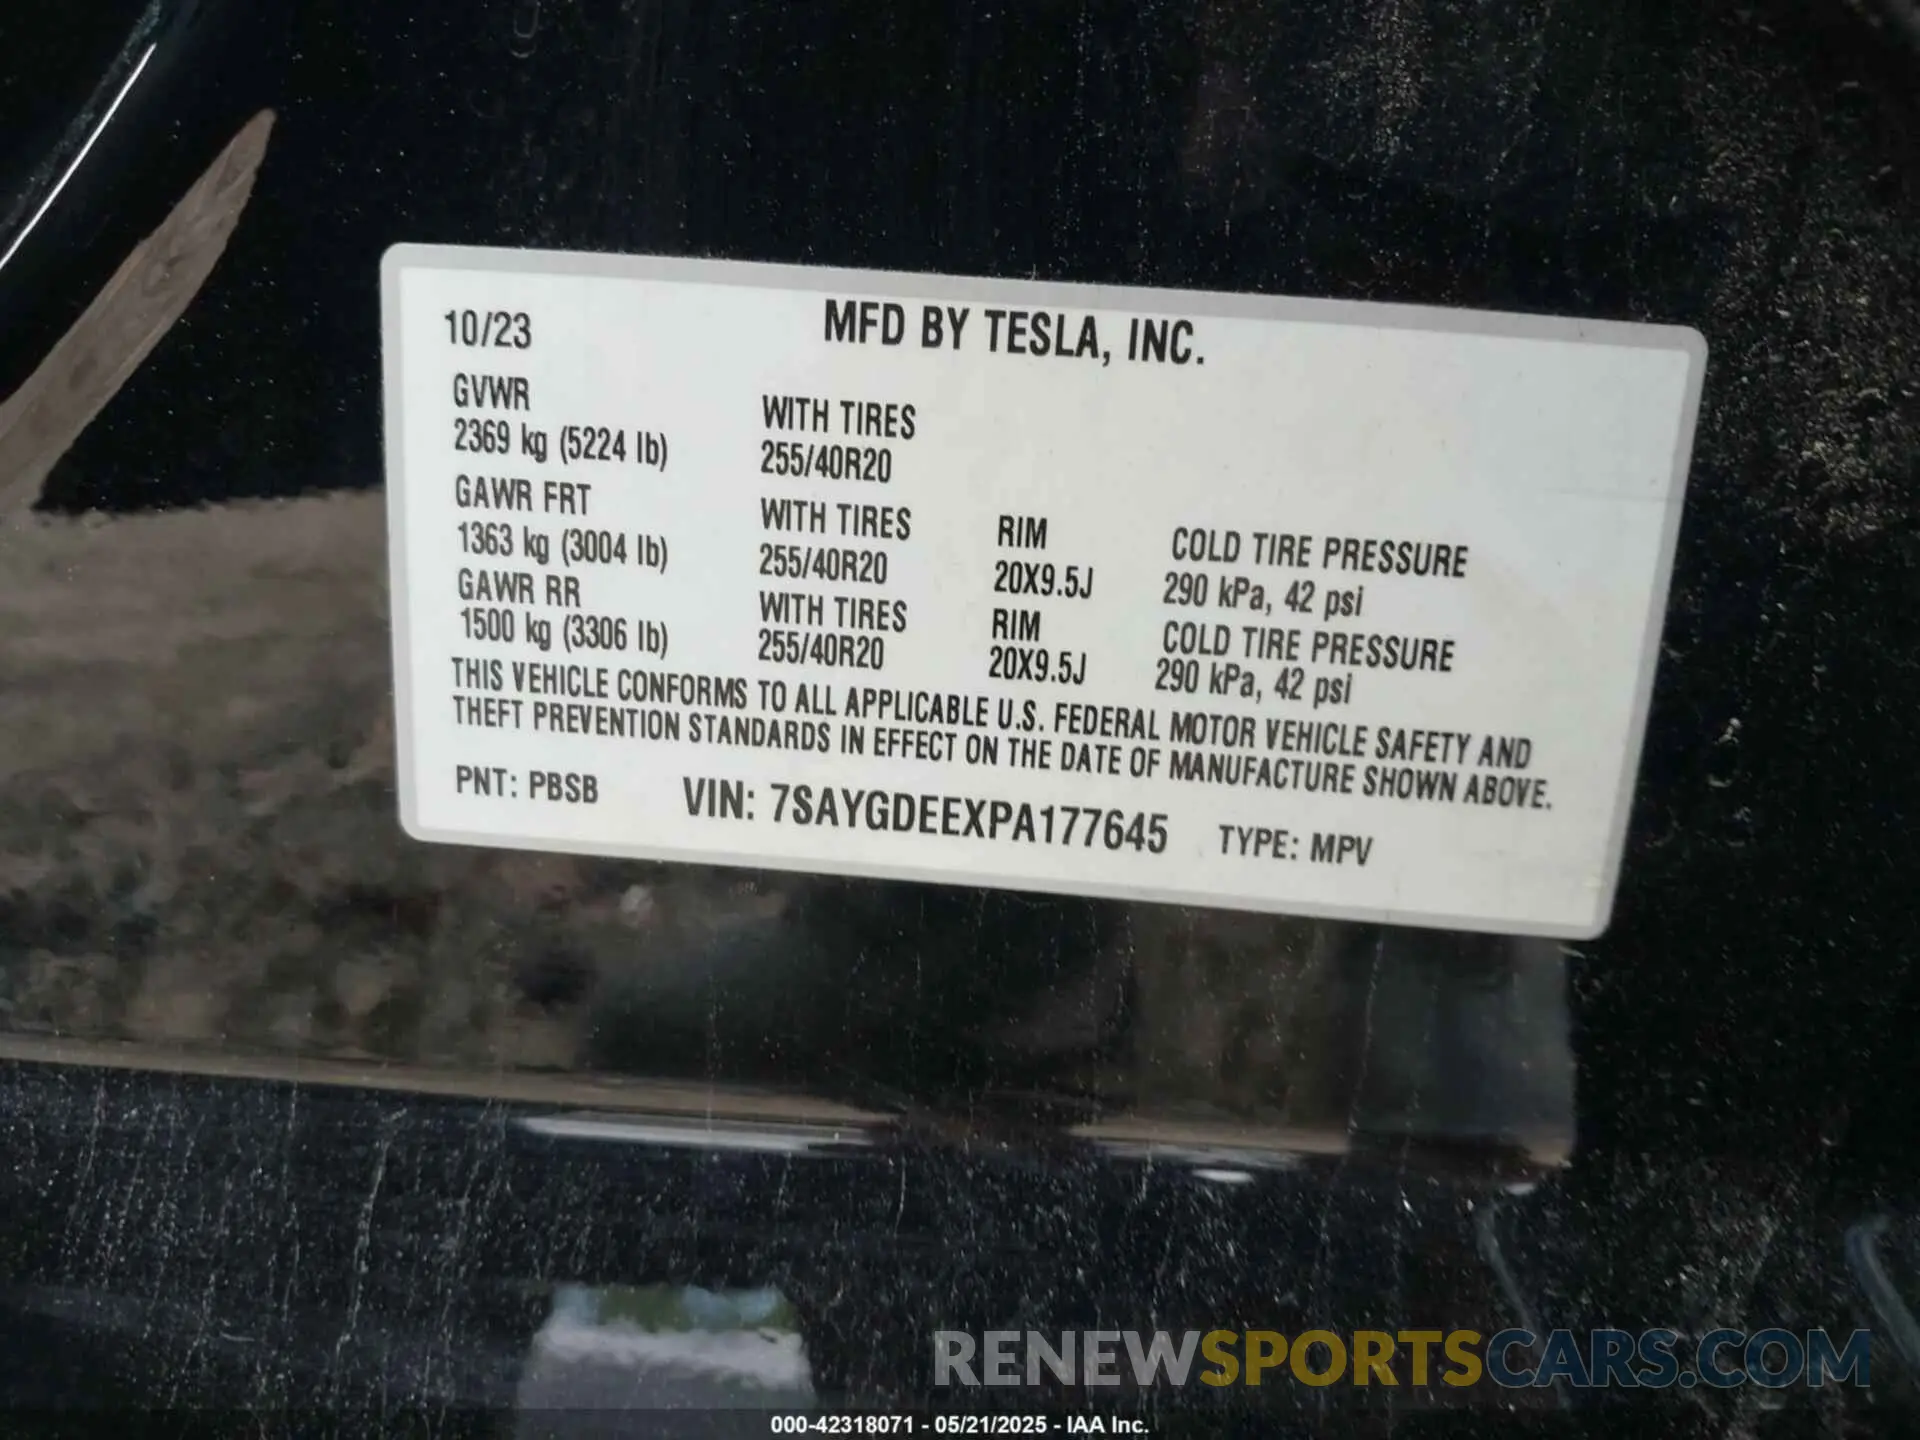 10/23 MFD BY TESLA, INC.
GVWR WITH TIRES
2369 kg (5224 lb) 255/40R20
GAWR FRT WITH TIRES RIM COLD TIRE PRESSURE
1363 kg (3004 lb) 255/40R20 20X9.5J 290 kPa, 42 psi
GAWR RR WITH TIRES RIM COLD TIRE PRESSURE
1500 kg (3306 lb) 255/40R20 20X9.5J 290 kPa, 42 psi
THIS VEHICLE CONFORMS TO ALL APPLICABLE U.S. FEDERAL MOTOR VEHICLE SAFETY AND
THEFT PREVENTION STANDARDS IN EFFECT ON THE DATE OF MANUFACTURE SHOWN ABOVE.
PNT: PBSB VIN: 7SAYGDEEXPA177645 TYPE: MPV
RENEWSPORTSCARS.COM
000-42318071 - 05/21/2025 - IAA Inc.